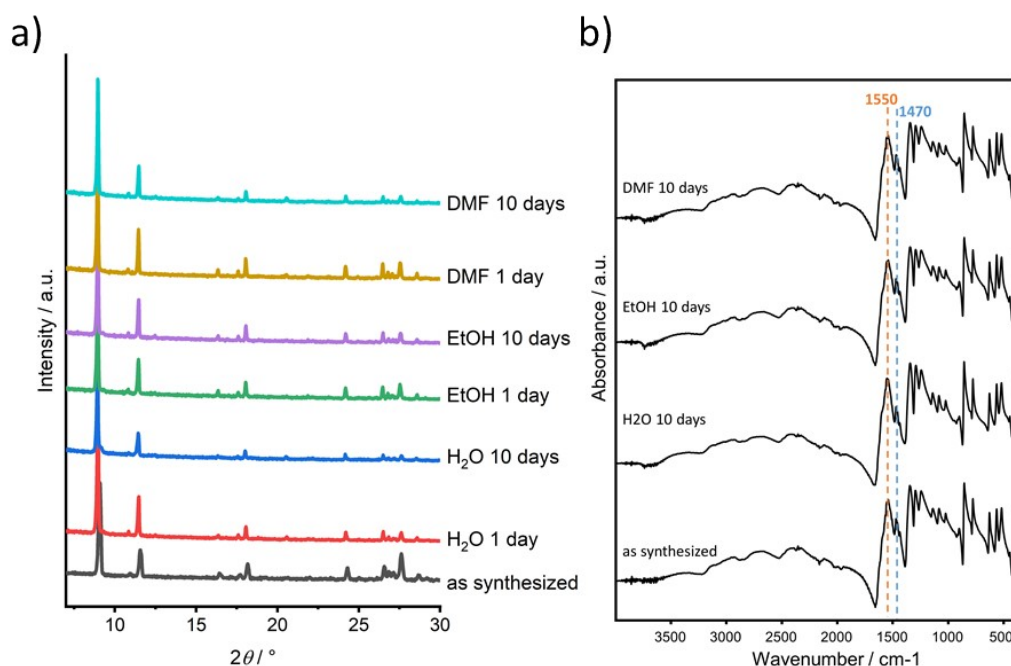 a)
Intensity / a.u.
DMF 10 days
DMF 1 day
EtOH 10 days
EtOH 1 day
H₂O 10 days
H₂O 1 day
as synthesized
10 15 20 25 30
2θ / °
b)
Absorbance / a.u.
1550
1470
DMF 10 days
EtOH 10 days
H2O 10 days
as synthesized
3500 3000 2500 2000 1500 1000 500
Wavenumber / cm-1